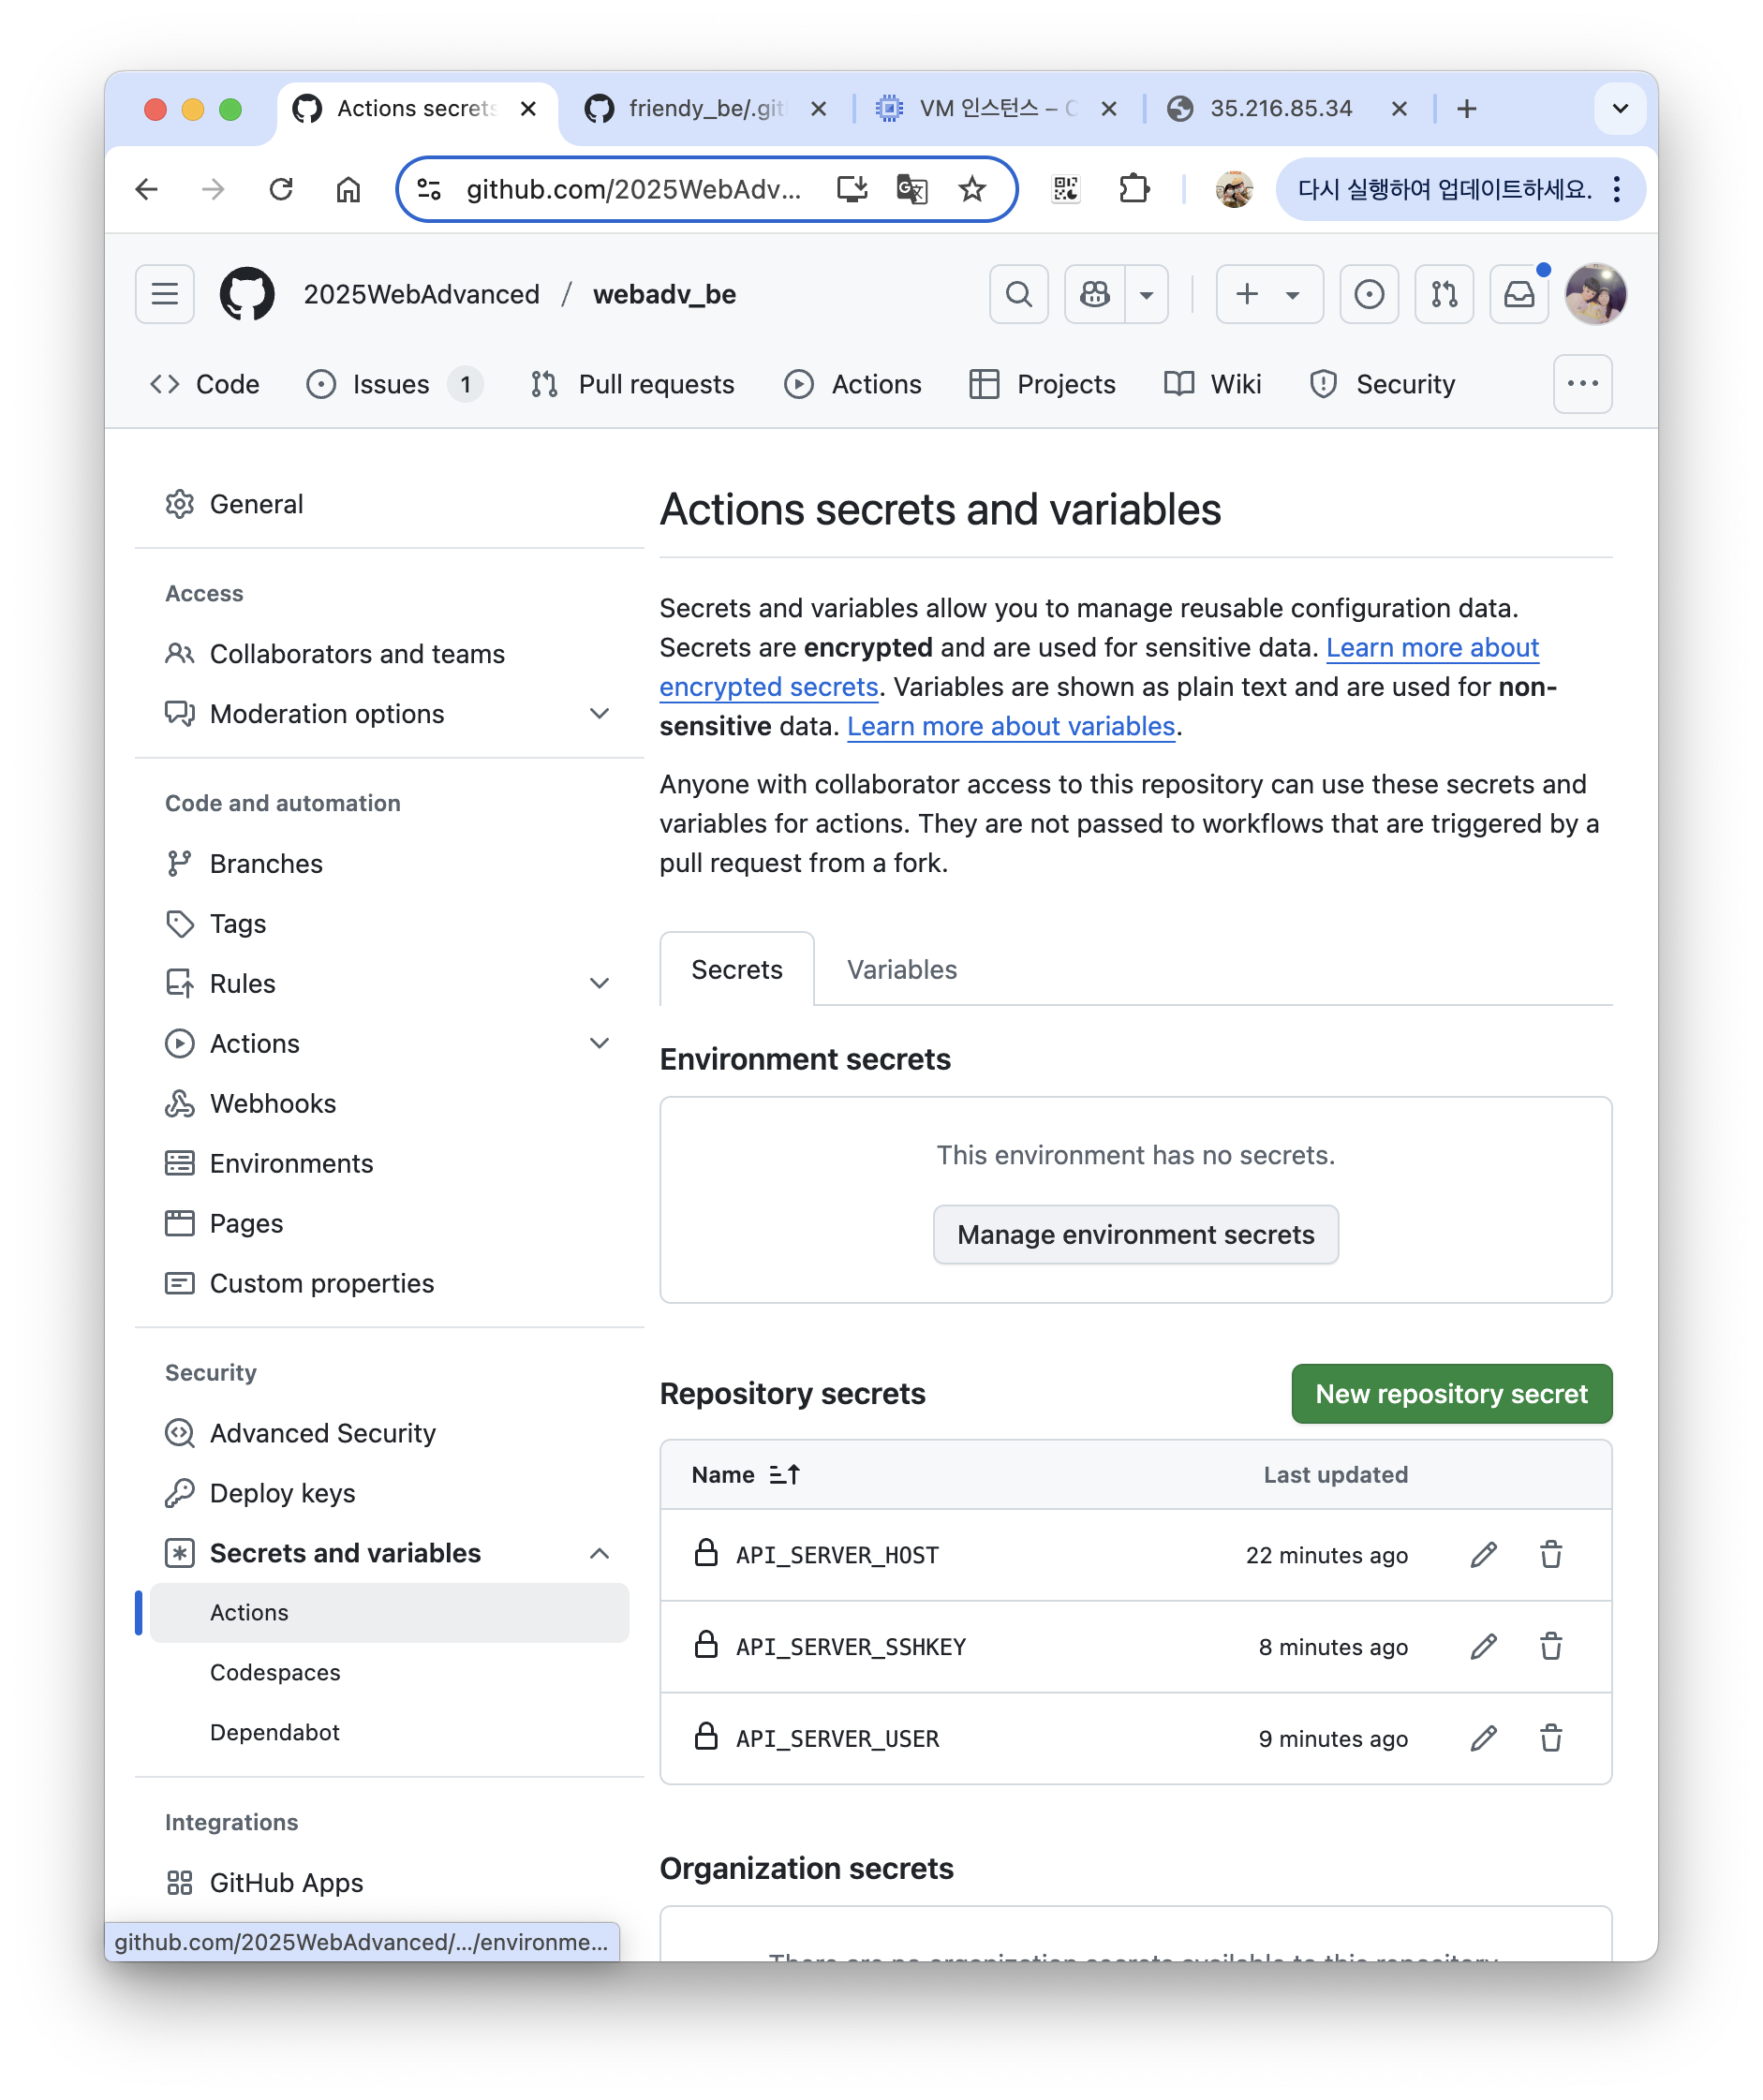 Actions secrets
friendy_be/.git
VM 인스턴스 – C
35.216.85.34
github.com/2025WebAdv...
다시 실행하여 업데이트하세요.
2025WebAdvanced / webadv_be
Code
Issues 1
Pull requests
Actions
Projects
Wiki
Security
General
Access
Collaborators and teams
Moderation options
Code and automation
Branches
Tags
Rules
Actions
Webhooks
Environments
Pages
Custom properties
Security
Advanced Security
Deploy keys
Secrets and variables
Actions
Codespaces
Dependabot
Integrations
GitHub Apps
github.com/2025WebAdvanced/.../environme...
Actions secrets and variables
Secrets and variables allow you to manage reusable configuration data.
Secrets are encrypted and are used for sensitive data. Learn more about
encrypted secrets. Variables are shown as plain text and are used for non-
sensitive data. Learn more about variables.
Anyone with collaborator access to this repository can use these secrets and
variables for actions. They are not passed to workflows that are triggered by a
pull request from a fork.
Secrets
Variables
Environment secrets
This environment has no secrets.
Manage environment secrets
Repository secrets
New repository secret
Name
Last updated
API_SERVER_HOST
22 minutes ago
API_SERVER_SSHKEY
8 minutes ago
API_SERVER_USER
9 minutes ago
Organization secrets
There are no organization secrets available to this repository